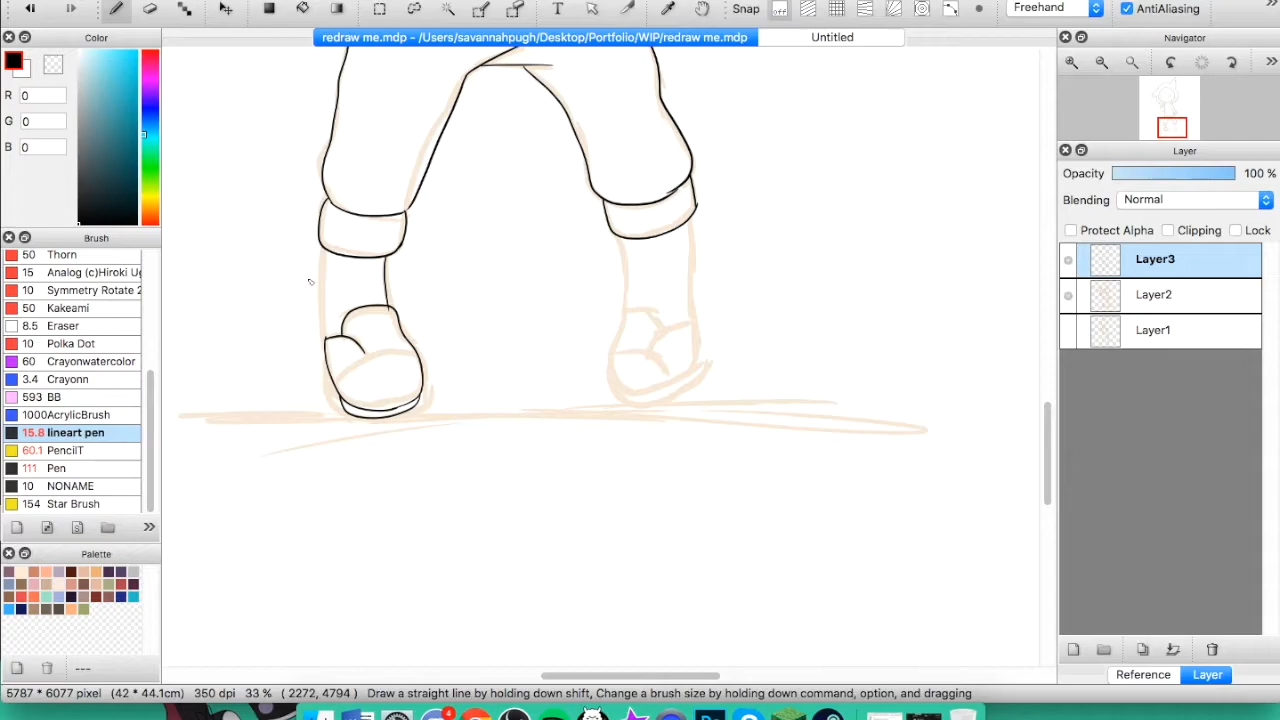 Snap
off
Freehand
AntiAliasing
redraw me.mdp - /Users/savannahpugh/Desktop/Portfolio/WIP/redraw me.mdp
Untitled
Color
R 0
G 0
B 0
Brush
50 Thorn
15 Analog (c)Hiroki U
10 Symmetry Rotate 2
50 Kakeami
8.5 Eraser
10 Polka Dot
60 Crayonwatercolor
3.4 Crayonn
593 BB
1000 AcrylicBrush
15.8 lineart pen
60.1 PencilT
111 Pen
10 NONAME
154 Star Brush
Palette
---
Navigator
Layer
Opacity 100 %
Blending Normal
Protect Alpha Clipping Lock
Layer3
Layer2
Layer1
Reference Layer
5787 * 6077 pixel (42 * 44.1cm) 350 dpi 33 % ( 2272, 4794 ) Draw a straight line by holding down shift, Change a brush size by holding down command, option, and dragging
4